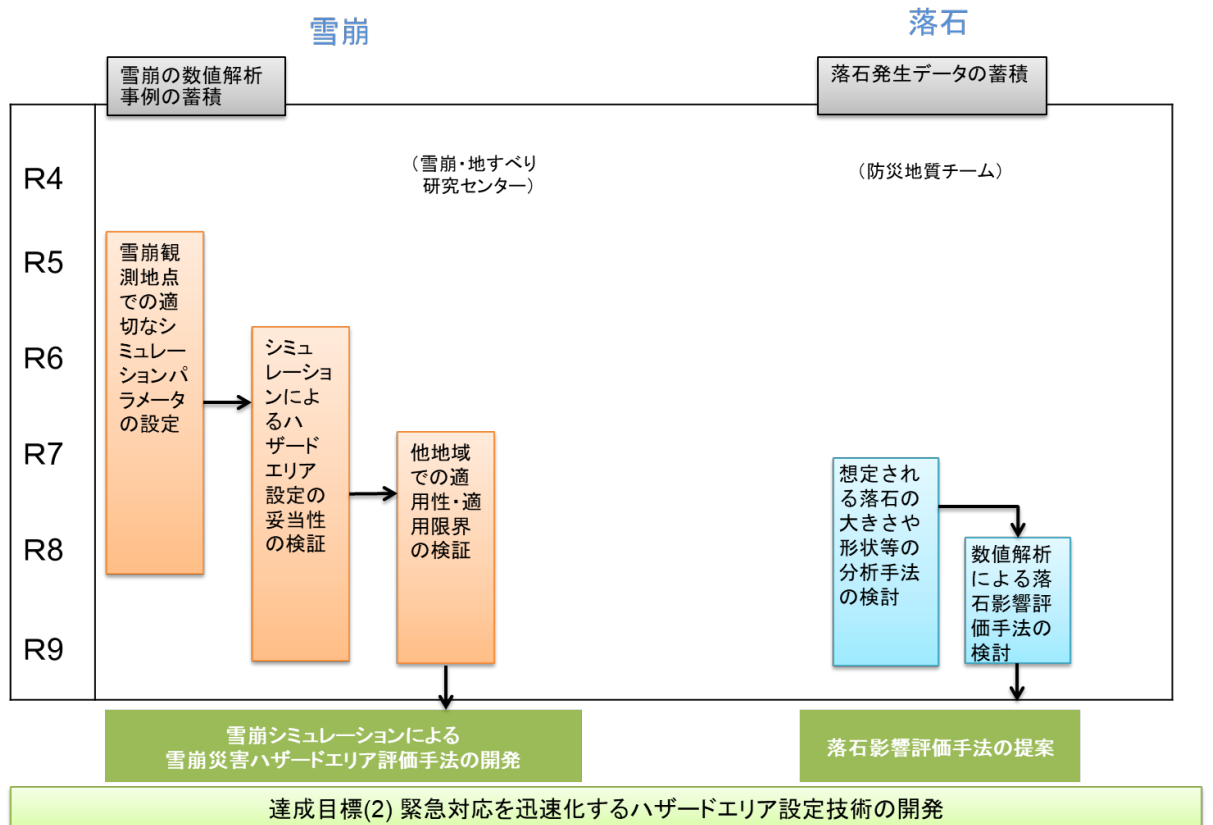 雪崩
落石
雪崩の数値解析
事例の蓄積
落石発生データの蓄積
R4
R5
R6
R7
R8
R9
（雪崩・地すべり
研究センター）
（防災地質チーム）
雪崩観
測地点
での適
切なシ
ミュレー
ションパ
ラメータ
の設定
シミュ
レーショ
ンによ
るハ
ザード
エリア
設定の
妥当性
の検証
他地域
での適
用性・適
用限界
の検証
想定され
る落石の
大きさや
形状等の
分析手法
の検討
数値解析
による落
石影響評
価手法の
検討
雪崩シミュレーションによる
雪崩災害ハザードエリア評価手法の開発
落石影響評価手法の提案
達成目標(2) 緊急対応を迅速化するハザードエリア設定技術の開発